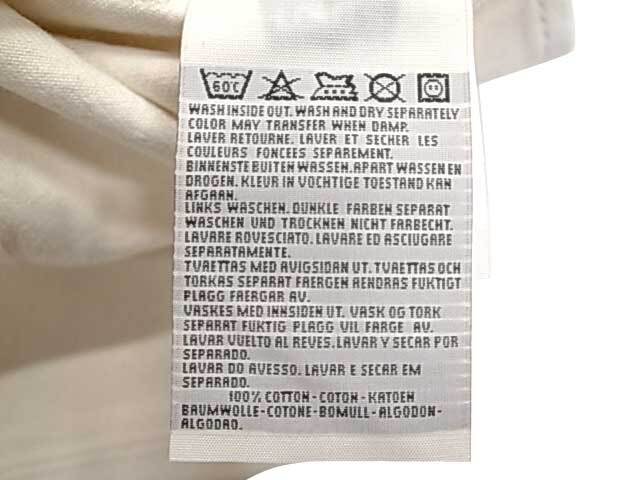 60C
WASH INSIDE OUT. WASH AND DRY SEPARATELY
COLOR MAY TRANSFER WHEN DAMP.
LAVER RETOURNE. LAVER ET SECHER LES
COULEURS FONCEES SEPAREMENT.
BINNENSTE BUITEN WASSEN. APART WASSEN EN
DROGEN. KLEUR IN VOCHTIGE TOESTAND KAN
AFGAAN.
LINKS WASCHEN. DUNKLE FARBEN SEPARAT
WASCHEN UND TROCKNEN NICHT FARBECHT.
LAVARE ROVESCIATO. LAVARE ED ASCIUGARE
SEPARATAMENTE.
TVAETTAS MED AVIGSIDAN UT. TVAETTAS OCH
TORKAS SEPARAT FAERGEN AENDRAS FUKTIGT
PLAGG FAERGAR AV.
VASKES MED INNSIDEN UT. VASK OG TORK
SEPARAT FUKTIG PLAGG VIL FARGE AV.
LAVAR VUELTO AL REVES. LAVAR Y SECAR POR
SEPARADO.
LAVAR DO AVESSO. LAVAR E SECAR EM
SEPARADO.
100% COTTON-COTON-KATOEN
BAUMWOLLE-COTONE-BOMULL-ALGODON-
ALGODAO.